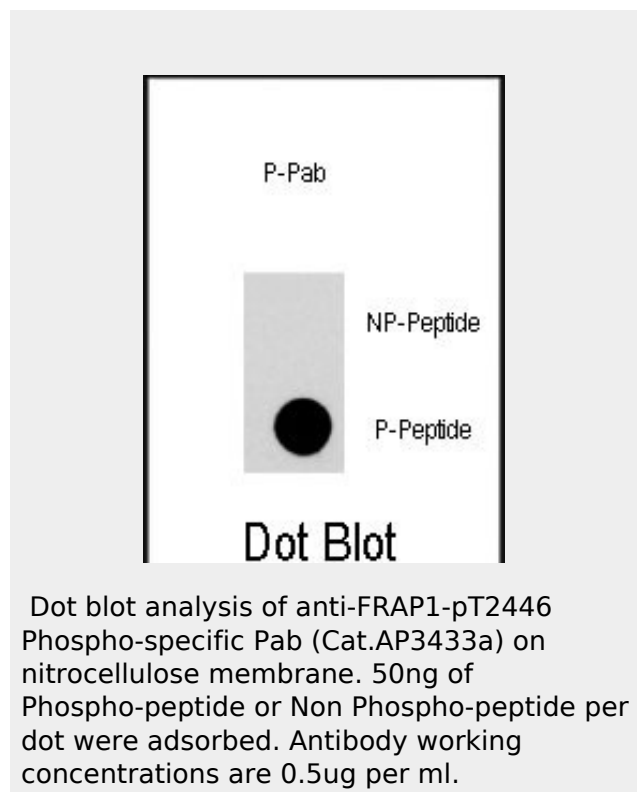 P-Pab
NP-Peptide
P-Peptide
Dot Blot
Dot blot analysis of anti-FRAP1-pT2446
Phospho-specific Pab (Cat.AP3433a) on
nitrocellulose membrane. 50ng of
Phospho-peptide or Non Phospho-peptide per
dot were adsorbed. Antibody working
concentrations are 0.5ug per ml.